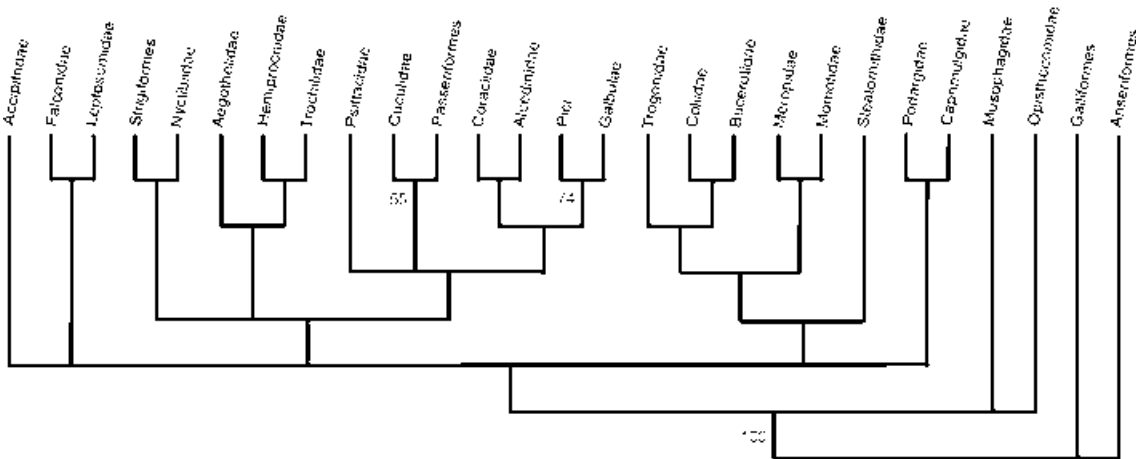 Accipitridae
Falconidae
Leptosomidae
Strigiformes
Nyctibiidae
Aegothelidae
Hemiprocnidae
Trochilidae
Psittacidae
Cuculidae
Passeriformes
Coraciidae
Alcedinidae
Pici
Galbulae
Trogonidae
Coliidae
Bucerotidae
Meropidae
Momotidae
Steatornithidae
Podargidae
Caprimulgidae
Musophagidae
Opisthocomidae
Galliformes
Anseriformes
74